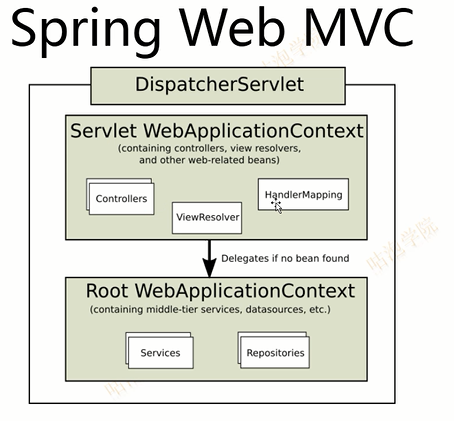 Spring Web MVC
DispatcherServlet
Servlet WebApplicationContext
(containing controllers, view resolvers,
and other web-related beans)
Controllers
ViewResolver
HandlerMapping
Delegates if no bean found
Root WebApplicationContext
(containing middle-tier services, datasources, etc.)
Services
Repositories
咕泡学院